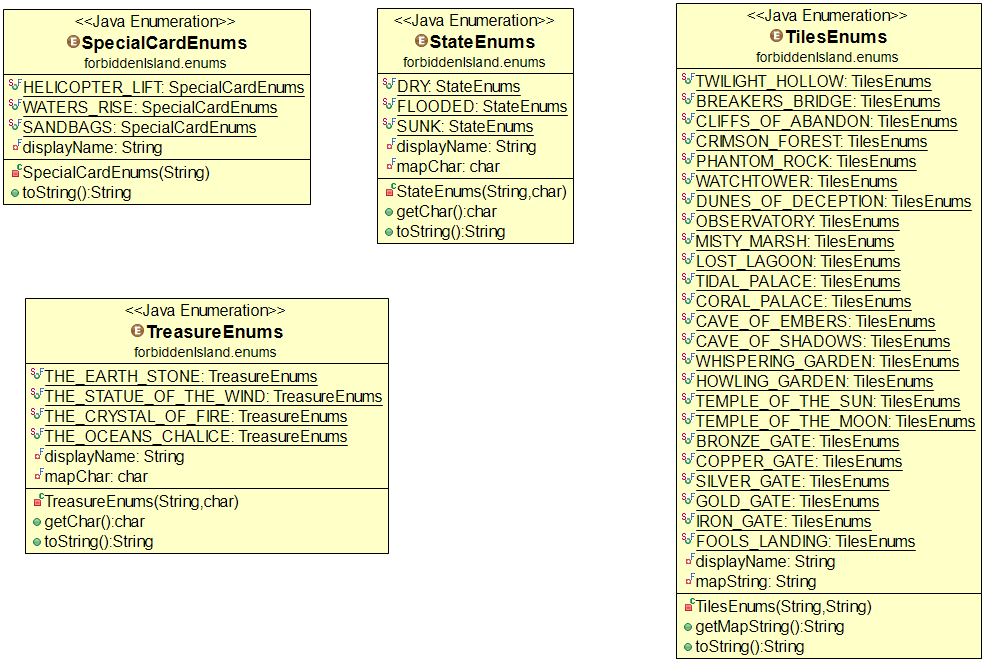 <<Java Enumeration>>
SpecialCardEnums
forbiddenIsland.enums
HELICOPTER_LIFT: SpecialCardEnums
WATERS_RISE: SpecialCardEnums
SANDBAGS: SpecialCardEnums
displayName: String
SpecialCardEnums(String)
toString():String
<<Java Enumeration>>
StateEnums
forbiddenIsland.enums
DRY: StateEnums
FLOODED: StateEnums
SUNK: StateEnums
displayName: String
mapChar: char
StateEnums(String,char)
getChar():char
toString():String
<<Java Enumeration>>
TilesEnums
forbiddenIsland.enums
TWILIGHT_HOLLOW: TilesEnums
BREAKERS_BRIDGE: TilesEnums
CLIFFS_OF_ABANDON: TilesEnums
CRIMSON_FOREST: TilesEnums
PHANTOM_ROCK: TilesEnums
WATCHTOWER: TilesEnums
DUNES_OF_DECEPTION: TilesEnums
OBSERVATORY: TilesEnums
MISTY_MARSH: TilesEnums
LOST_LAGOON: TilesEnums
TIDAL_PALACE: TilesEnums
CORAL_PALACE: TilesEnums
CAVE_OF_EMBERS: TilesEnums
CAVE_OF_SHADOWS: TilesEnums
WHISPERING_GARDEN: TilesEnums
HOWLING_GARDEN: TilesEnums
TEMPLE_OF_THE_SUN: TilesEnums
TEMPLE_OF_THE_MOON: TilesEnums
BRONZE_GATE: TilesEnums
COPPER_GATE: TilesEnums
SILVER_GATE: TilesEnums
GOLD_GATE: TilesEnums
IRON_GATE: TilesEnums
FOOLS_LANDING: TilesEnums
displayName: String
mapString: String
TilesEnums(String,String)
getMapString():String
toString():String
<<Java Enumeration>>
TreasureEnums
forbiddenIsland.enums
THE_EARTH_STONE: TreasureEnums
THE_STATUE_OF_THE_WIND: TreasureEnums
THE_CRYSTAL_OF_FIRE: TreasureEnums
THE_OCEANS_CHALICE: TreasureEnums
displayName: String
mapChar: char
TreasureEnums(String,char)
getChar():char
toString():String